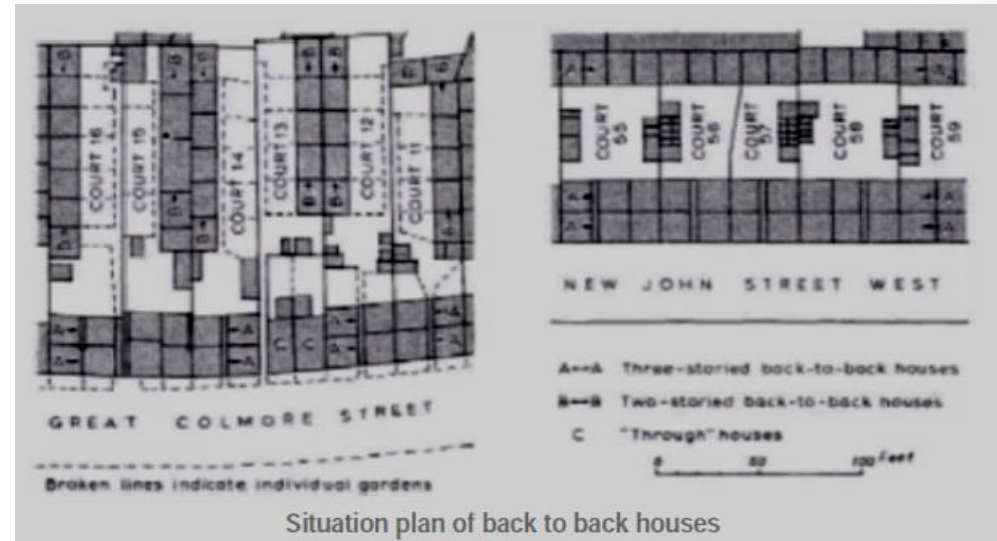 COURT 16
COURT 15
COURT 14
COURT 13
COURT 12
COURT 11
B
B
B
B
B
B
B
B
B
B
B
B
A
A
A
A
C
C
A
A
A
A
GREAT COLMORE STREET
Broken lines indicate individual gardens
A
A
COURT 55
COURT 56
COURT 57
COURT 58
COURT 59
A
A
A
A
NEW JOHN STREET WEST
A—A Three-storied back-to-back houses
B—B Two-storied back-to-back houses
C "Through" houses
0 50 100 Feet
Situation plan of back to back houses